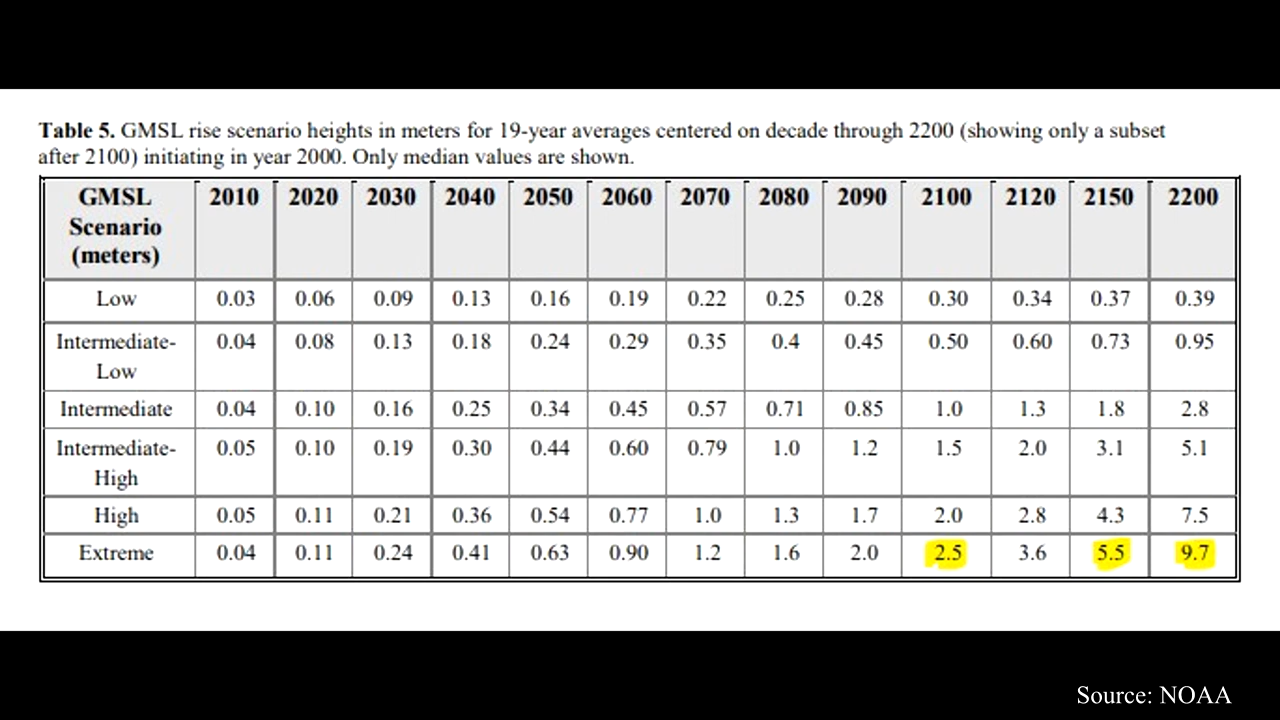 Table 5. GMSL rise scenario heights in meters for 19-year averages centered on decade through 2200 (showing only a subset
after 2100) initiating in year 2000. Only median values are shown.
GMSL Scenario (meters) 2010 2020 2030 2040 2050 2060 2070 2080 2090 2100 2120 2150 2200
Low 0.03 0.06 0.09 0.13 0.16 0.19 0.22 0.25 0.28 0.30 0.34 0.37 0.39
Intermediate-Low 0.04 0.08 0.13 0.18 0.24 0.29 0.35 0.4 0.45 0.50 0.60 0.73 0.95
Intermediate 0.04 0.10 0.16 0.25 0.34 0.45 0.57 0.71 0.85 1.0 1.3 1.8 2.8
Intermediate-High 0.05 0.10 0.19 0.30 0.44 0.60 0.79 1.0 1.2 1.5 2.0 3.1 5.1
High 0.05 0.11 0.21 0.36 0.54 0.77 1.0 1.3 1.7 2.0 2.8 4.3 7.5
Extreme 0.04 0.11 0.24 0.41 0.63 0.90 1.2 1.6 2.0 2.5 3.6 5.5 9.7
Source: NOAA